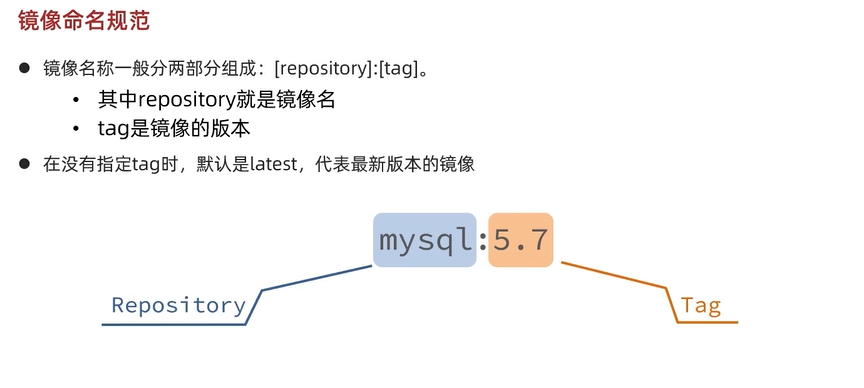 镜像命名规范
● 镜像名称一般分两部分组成：[repository]:[tag]。
• 其中repository就是镜像名
• tag是镜像的版本
● 在没有指定tag时，默认是latest，代表最新版本的镜像
mysql:5.7
Repository
Tag